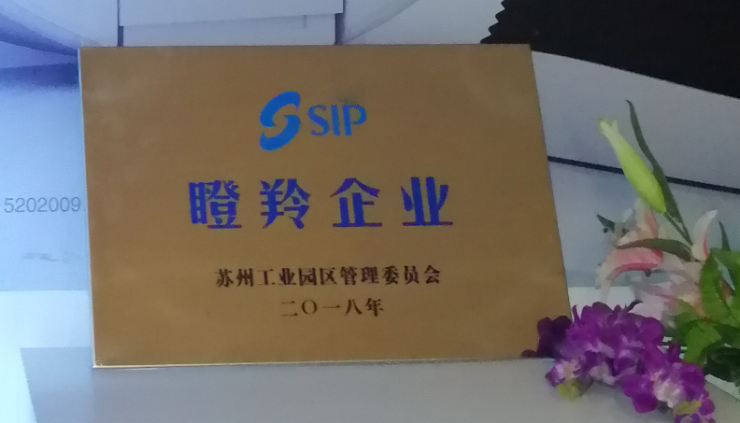 SIP
瞪羚企业
苏州工业园区管理委员会
二〇一八年
5202009